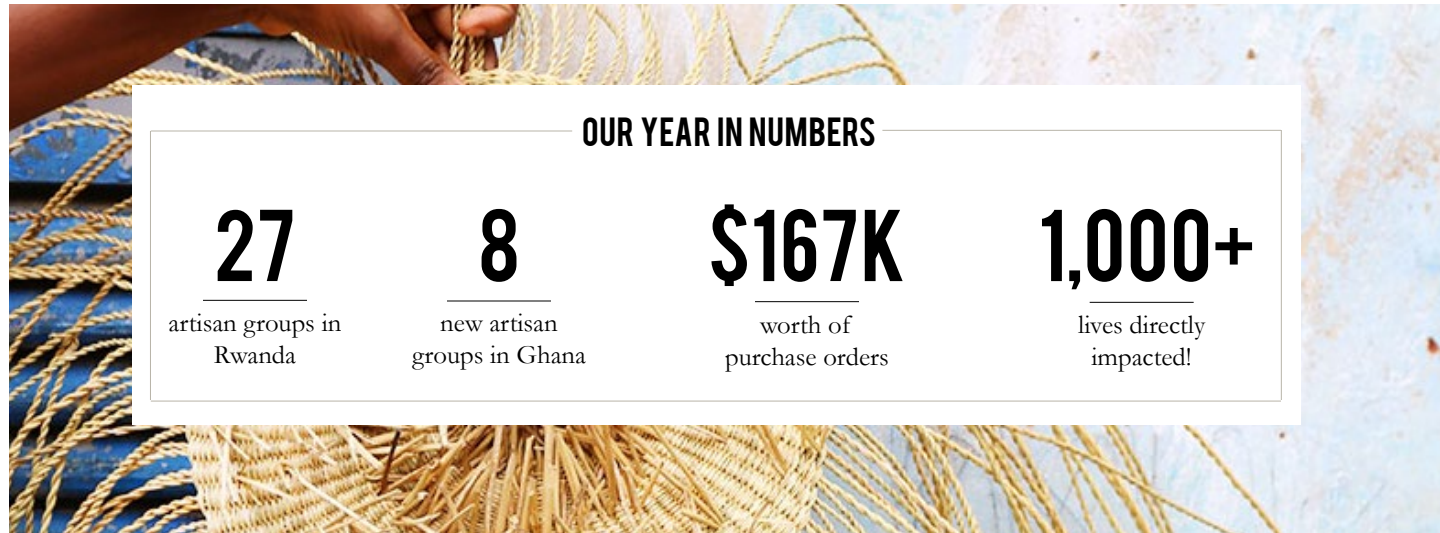 OUR YEAR IN NUMBERS
27
artisan groups in
Rwanda
8
new artisan
groups in Ghana
$167K
worth of
purchase orders
1,000+
lives directly
impacted!